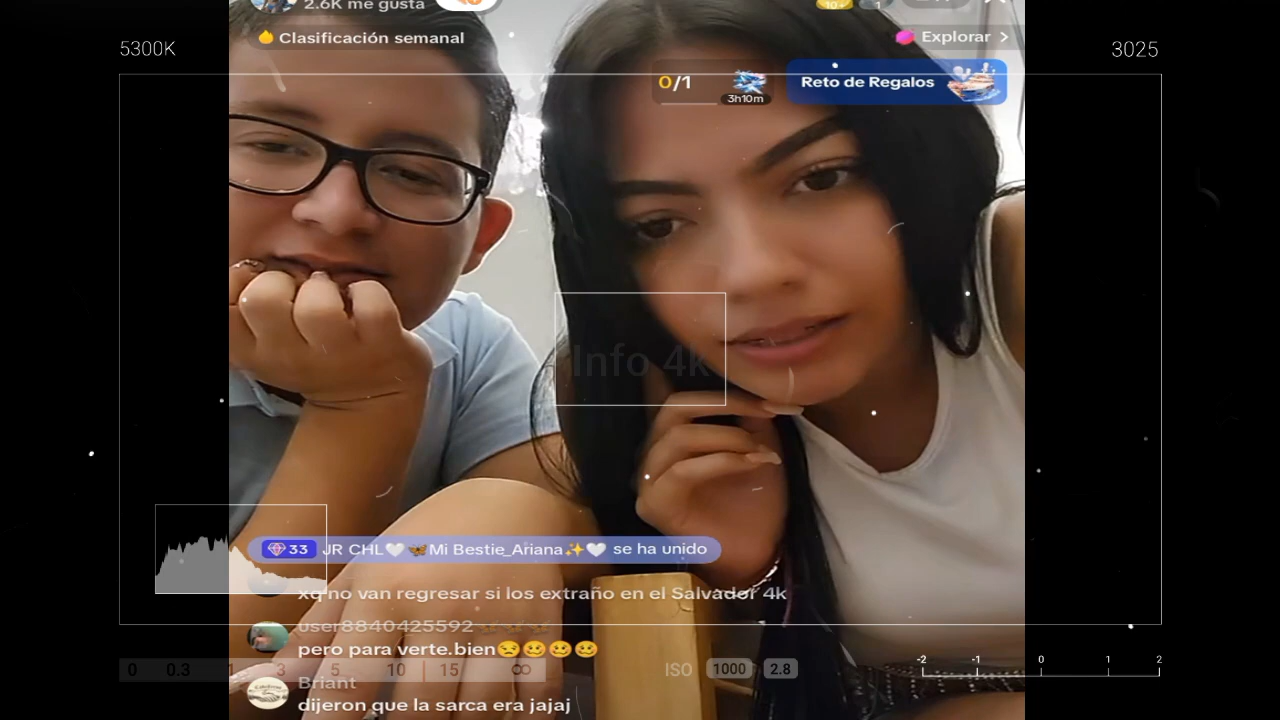 2.6K me gusta
Clasificación semanal
Explorar >
5300K
3025
0/1
3h10m
Reto de Regalos
Info 4k
33 JR CHL🤍🦋Mi Bestie_Ariana✨🤍 se ha unido
xq no van regresar si los extraño en el Salvador 4k
user8840425592
pero para verte.bien😒🥴🥴🥴
0 0.3 1 3 5 10 15 ∞
ISO 1000 2.8
-2 -1 0 1 2
Briant
dijeron que la sarca era jajaj